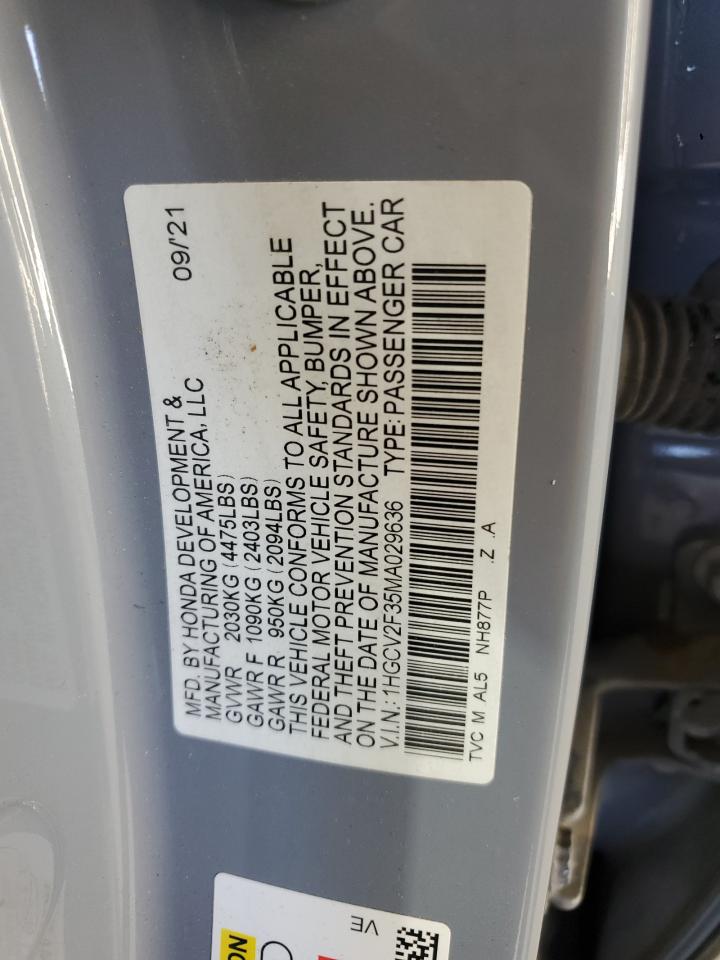 MFD. BY HONDA DEVELOPMENT & 09/'21
MANUFACTURING OF AMERICA, LLC
GVWR 2030KG (4475LBS)
GAWR F 1090KG (2403LBS)
GAWR R 950KG (2094LBS)
THIS VEHICLE CONFORMS TO ALL APPLICABLE
FEDERAL MOTOR VEHICLE SAFETY, BUMPER,
AND THEFT PREVENTION STANDARDS IN EFFECT
ON THE DATE OF MANUFACTURE SHOWN ABOVE.
V.I.N.: 1HGCV2F35MA029636 TYPE: PASSENGER CAR
TVC M AL5 NH877P .Z .A
VE